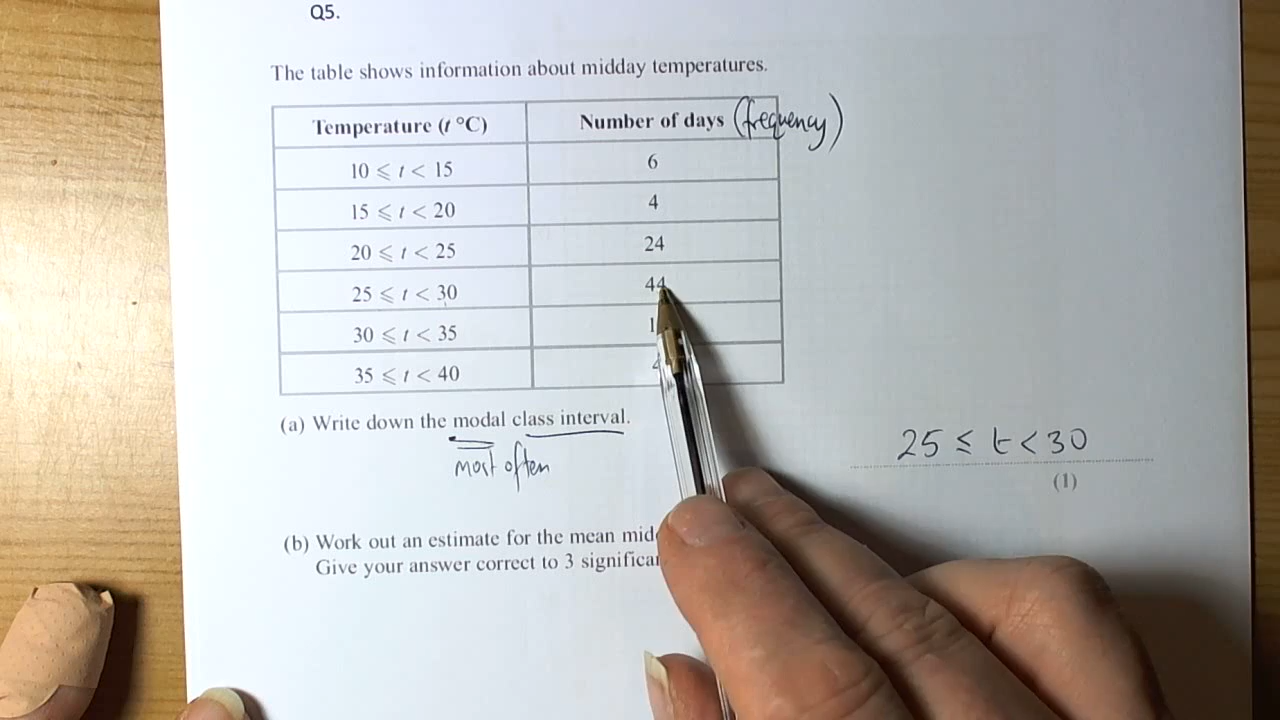 Q5.
The table shows information about midday temperatures.
Temperature (t °C) Number of days (frequency)
10 ⩽ t < 15 6
15 ⩽ t < 20 4
20 ⩽ t < 25 24
25 ⩽ t < 30 44
30 ⩽ t < 35
35 ⩽ t < 40
(a) Write down the modal class interval.
most often
25 ≤ t < 30
(1)
(b) Work out an estimate for the mean
Give your answer correct to 3